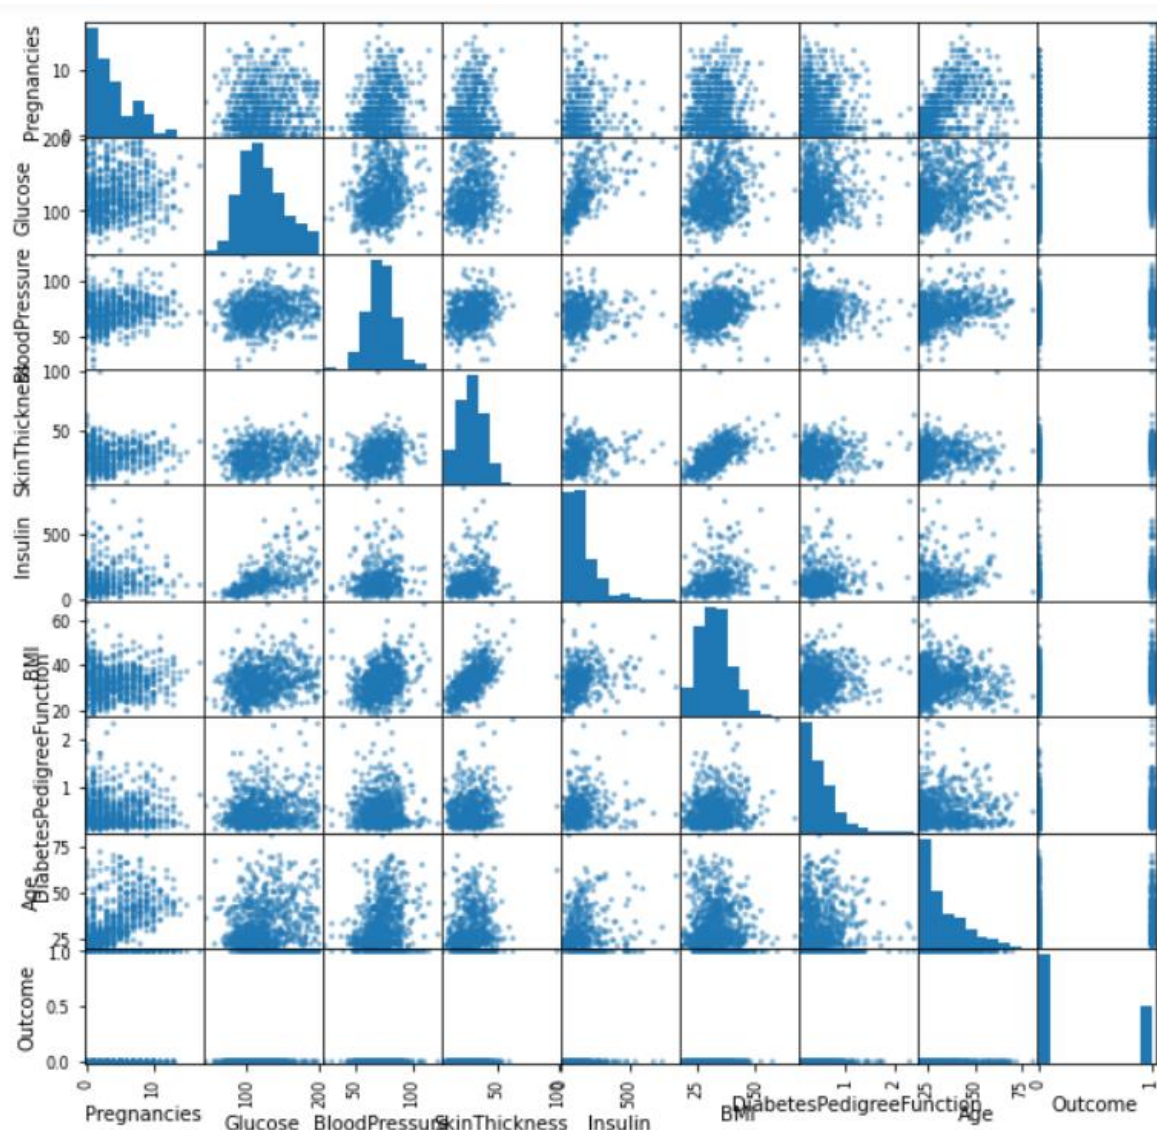 Pregnancies
10
0
Glucose
200
100
BloodPressure
100
50
SkinThickness
100
50
Insulin
500
0
BMI
60
40
20
DiabetesPedigreeFunction
2
1
Age
75
50
25
Outcome
1.0
0.5
0.0
0 10 100 200 50 100 50 100 0 500 25 50 1 2 25 50 75 0 1
Pregnancies Glucose BloodPressure SkinThickness Insulin BMI DiabetesPedigreeFunction Age Outcome